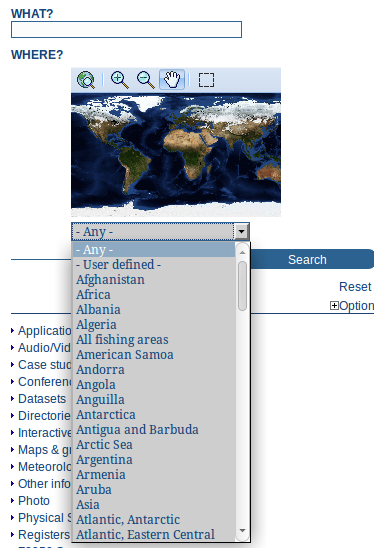 WHAT?
WHERE?
- Any -
- Any -
- User defined -
Afghanistan
Africa
Albania
Algeria
All fishing areas
American Samoa
Andorra
Angola
Anguilla
Antarctica
Antigua and Barbuda
Arctic Sea
Argentina
Armenia
Aruba
Asia
Atlantic, Antarctic
Atlantic, Eastern Central
Search
Reset
Option
Applicatio
Audio/Vid
Case stud
Conferenc
Datasets
Directorie
Interactive
Maps & g
Meteorolo
Other info
Photo
Physical S
Registers